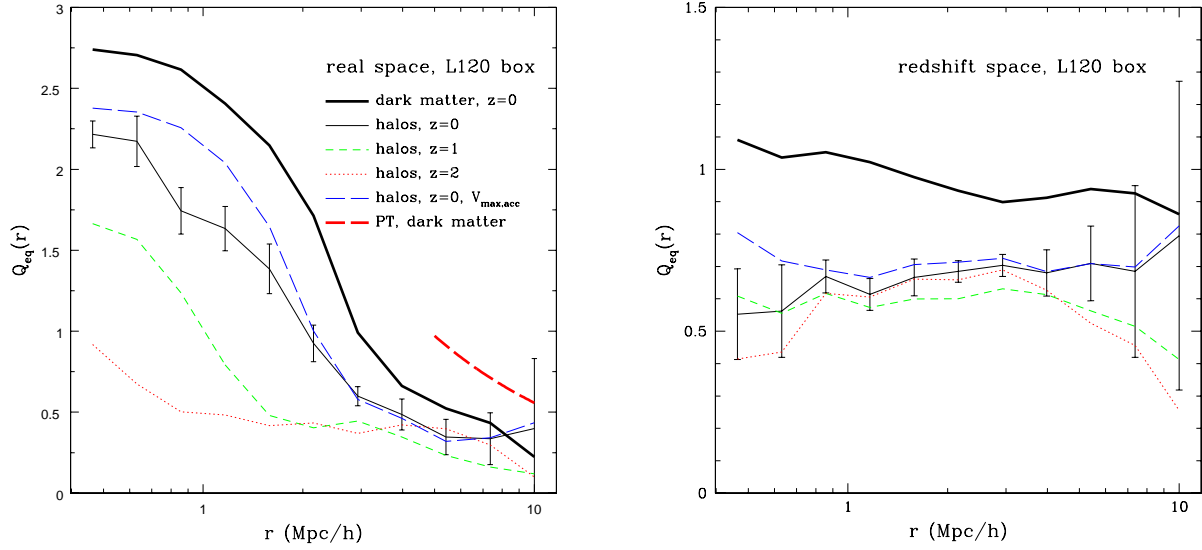 3
2.5
2
1.5
1
0.5
0
Q_eq(r)
real space, L120 box
dark matter, z=0
halos, z=0
halos, z=1
halos, z=2
halos, z=0, V_max,acc
PT, dark matter
1
10
r (Mpc/h)
1.5
1
0.5
0
Q_eq(r)
redshift space, L120 box
1
10
r (Mpc/h)